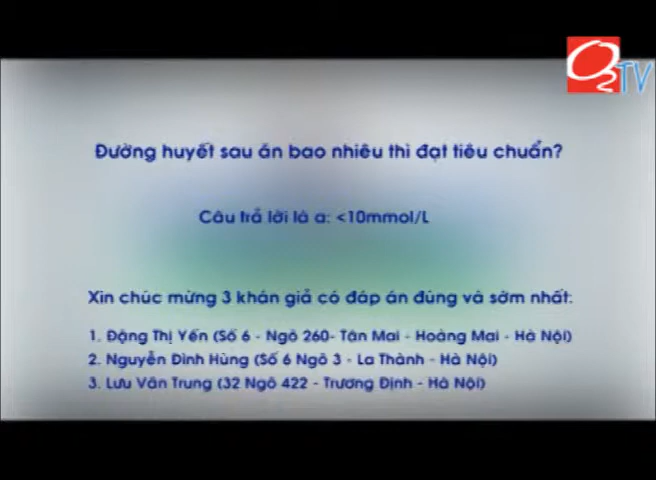 O2TV
Đường huyết sau ăn bao nhiêu thì đạt tiêu chuẩn?
Câu trả lời là a: <10mmol/L
Xin chúc mừng 3 khán giả có đáp án đúng và sớm nhất:
1. Đặng Thị Yến (Số 6 - Ngõ 260- Tân Mai - Hoàng Mai - Hà Nội)
2. Nguyễn Đình Hùng (Số 6 Ngõ 3 - La Thành - Hà Nội)
3. Lưu Văn Trung (32 Ngõ 422 - Trương Định - Hà Nội)